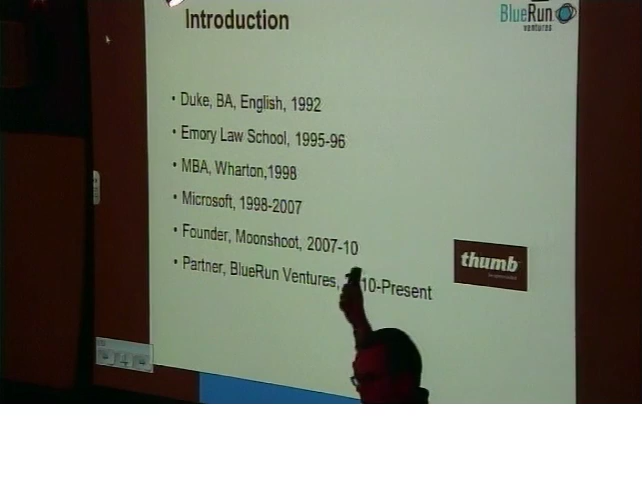 Introduction
BlueRun
ventures
• Duke, BA, English, 1992
• Emory Law School, 1995-96
• MBA, Wharton,1998
• Microsoft, 1998-2007
• Founder, Moonshoot, 2007-10
• Partner, BlueRun Ventures, 10-Present
thumb